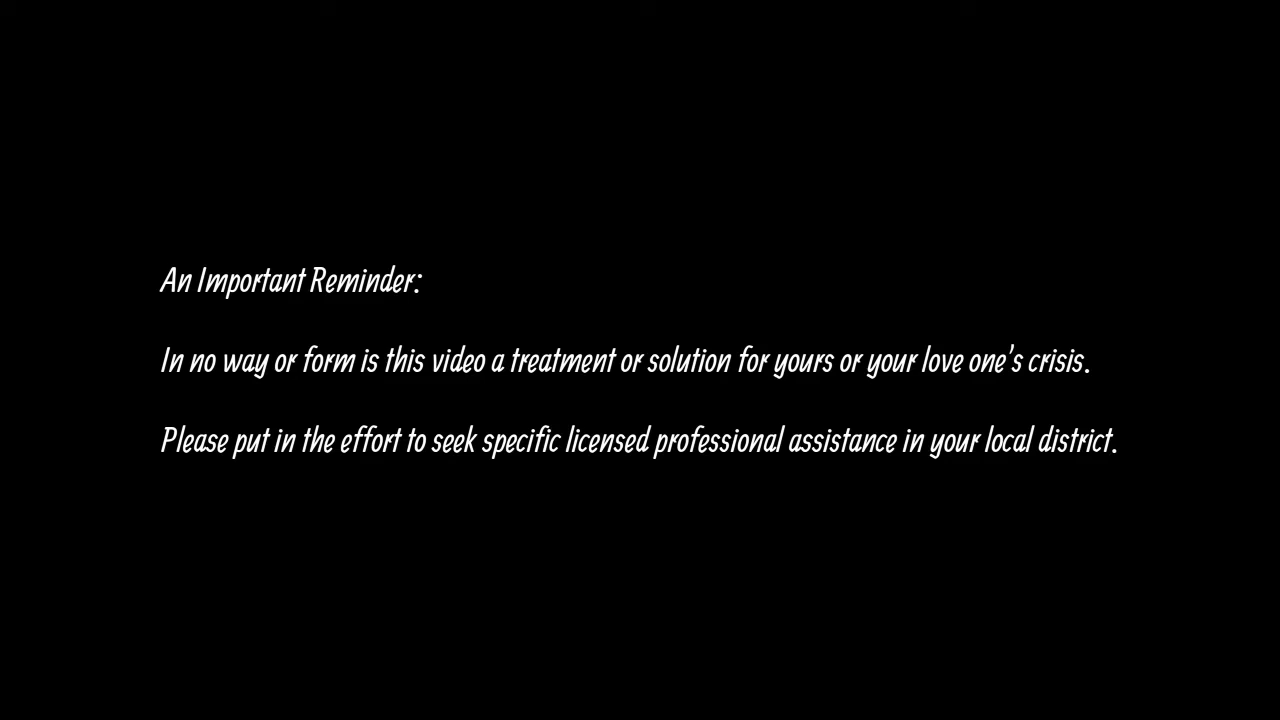 An Important Reminder:
In no way or form is this video a treatment or solution for yours or your love one's crisis.
Please put in the effort to seek specific licensed professional assistance in your local district.